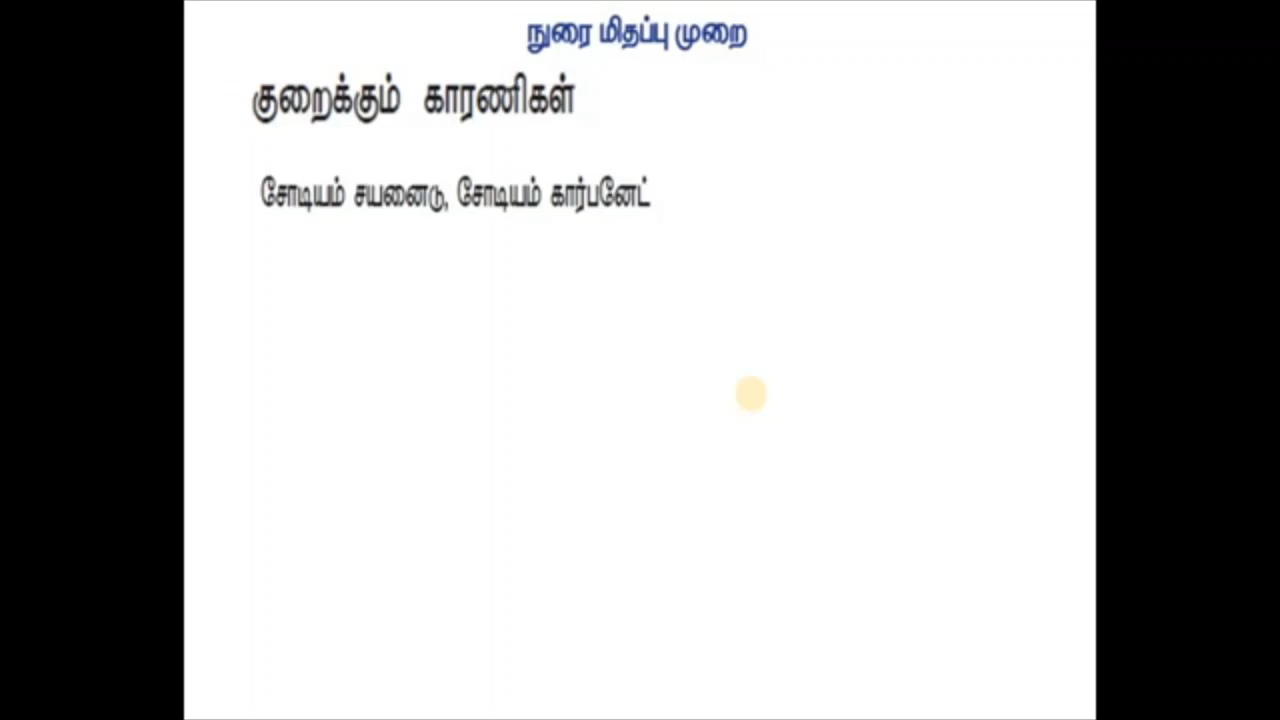 நுரை மிதப்பு முறை
குறைக்கும் காரணிகள்
சோடியம் சயனைடு, சோடியம் கார்பனேட்